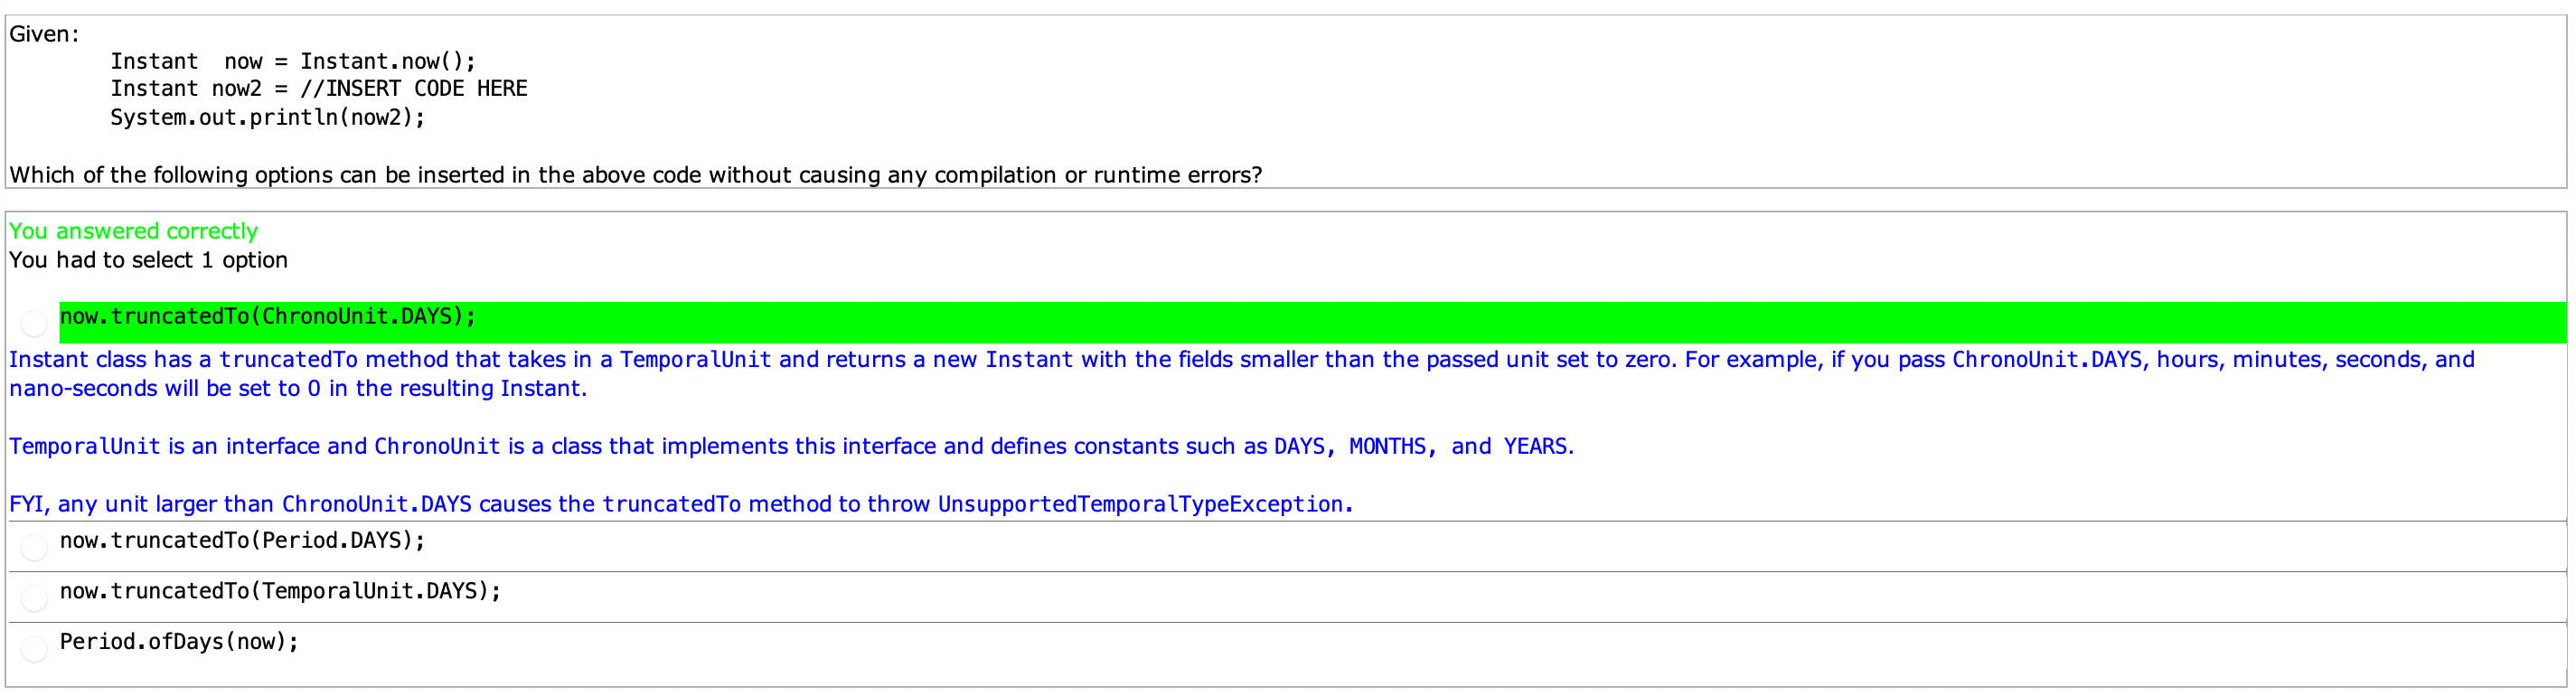 Given:
Instant  now = Instant.now();
Instant now2 = //INSERT CODE HERE
System.out.println(now2);
Which of the following options can be inserted in the above code without causing any compilation or runtime errors?
You answered correctly
You had to select 1 option
now.truncatedTo(ChronoUnit.DAYS);
Instant class has a truncatedTo method that takes in a TemporalUnit and returns a new Instant with the fields smaller than the passed unit set to zero. For example, if you pass ChronoUnit.DAYS, hours, minutes, seconds, and
nano-seconds will be set to 0 in the resulting Instant.
TemporalUnit is an interface and ChronoUnit is a class that implements this interface and defines constants such as DAYS, MONTHS, and YEARS.
FYI, any unit larger than ChronoUnit.DAYS causes the truncatedTo method to throw UnsupportedTemporalTypeException.
now.truncatedTo(Period.DAYS);
now.truncatedTo(TemporalUnit.DAYS);
Period.ofDays(now);